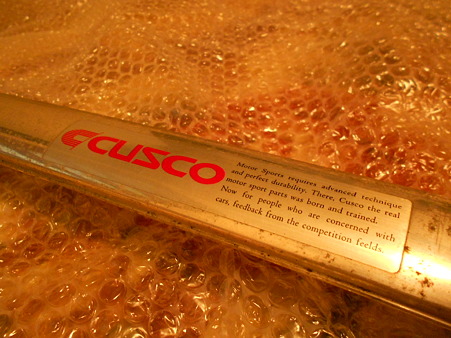 CUSCO
Motor Sports requires advanced technique
and perfect durability. There, Cusco the real
motor sport parts was born and trained.
Now for people who are concerned with
cars, feedback from the competition feelds.